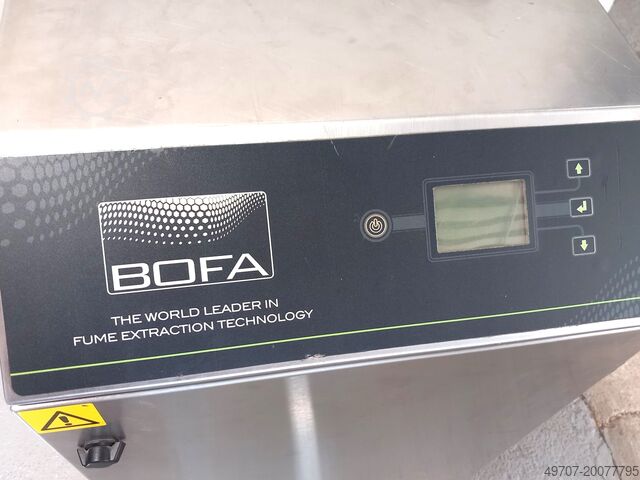 BOFA
THE WORLD LEADER IN
FUME EXTRACTION TECHNOLOGY
49707-20077795